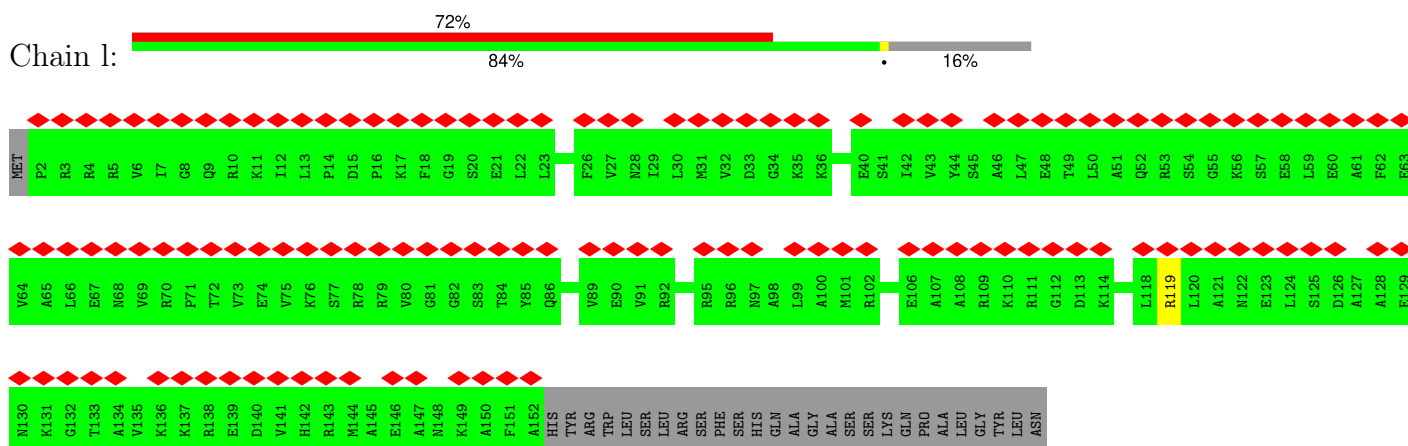 72%
Chain l:
84% • 16%
MET P2 R3 R4 R5 V6 I7 G8 Q9 R10 K11 I12 L13 P14 D15 P16 K17 F18 G19 S20 E21 L22 L23 F26 V27 N28 I29 L30 M31 V32 D33 G34 K35 K36 E40 S41 I42 V43 Y44 S45 A46 L47 E48 T49 L50 A51 Q52 R53 S54 G55 K56 S57 E58 L59 E60 A61 F62 E63
V64 A65 L66 E67 N68 V69 R70 P71 T72 V73 E74 V75 K76 S77 R78 R79 V80 G81 G82 S83 T84 Y85 Q86 V89 E90 V91 R92 R95 R96 N97 A98 L99 A100 M101 R102 E106 A107 A108 R109 K110 R111 G112 D113 K114 L118 R119 L120 A121 N122 E123 L124 S125 D126 A127 A128 E129
N130 K131 G132 T133 A134 V135 K136 K137 R138 E139 D140 V141 H142 R143 M144 A145 E146 A147 N148 K149 A150 F151 A152 HIS TYR ARG TRP LEU SER LEU ARG SER PHE SER HIS GLN ALA GLY ALA SER SER LYS GLN PRO ALA LEU GLY TYR LEU ASN